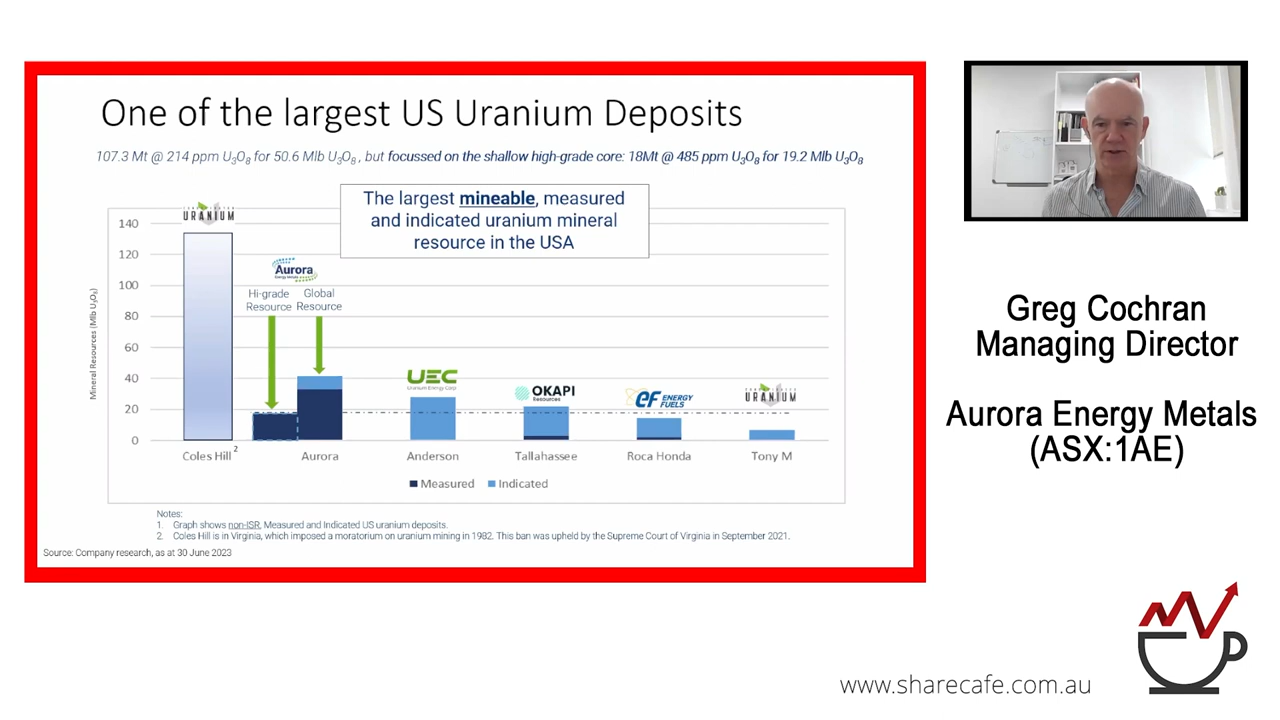 One of the largest US Uranium Deposits
107.3 Mt @ 214 ppm U3O8 for 50.6 Mlb U3O8 , but focussed on the shallow high-grade core: 18Mt @ 485 ppm U3O8 for 19.2 Mlb U3O8
The largest mineable, measured
and indicated uranium mineral
resource in the USA
URANIUM
Aurora
Energy Metals
Hi-grade
Resource
Global
Resource
UEC
Uranium Energy Corp
OKAPI
Resources
EF ENERGY
FUELS
URANIUM
Mineral Resources (Mlb U3O8)
140
120
100
80
60
40
20
0
Coles Hill 2
Aurora
Anderson
Tallahassee
Roca Honda
Tony M
Measured
Indicated
Notes:
1. Graph shows non-ISR, Measured and Indicated US uranium deposits.
2. Coles Hill is in Virginia, which imposed a moratorium on uranium mining in 1982. This ban was upheld by the Supreme Court of Virginia in September 2021.
Source: Company research, as at 30 June 2023
Greg Cochran
Managing Director
Aurora Energy Metals
(ASX:1AE)
www.sharecafe.com.au